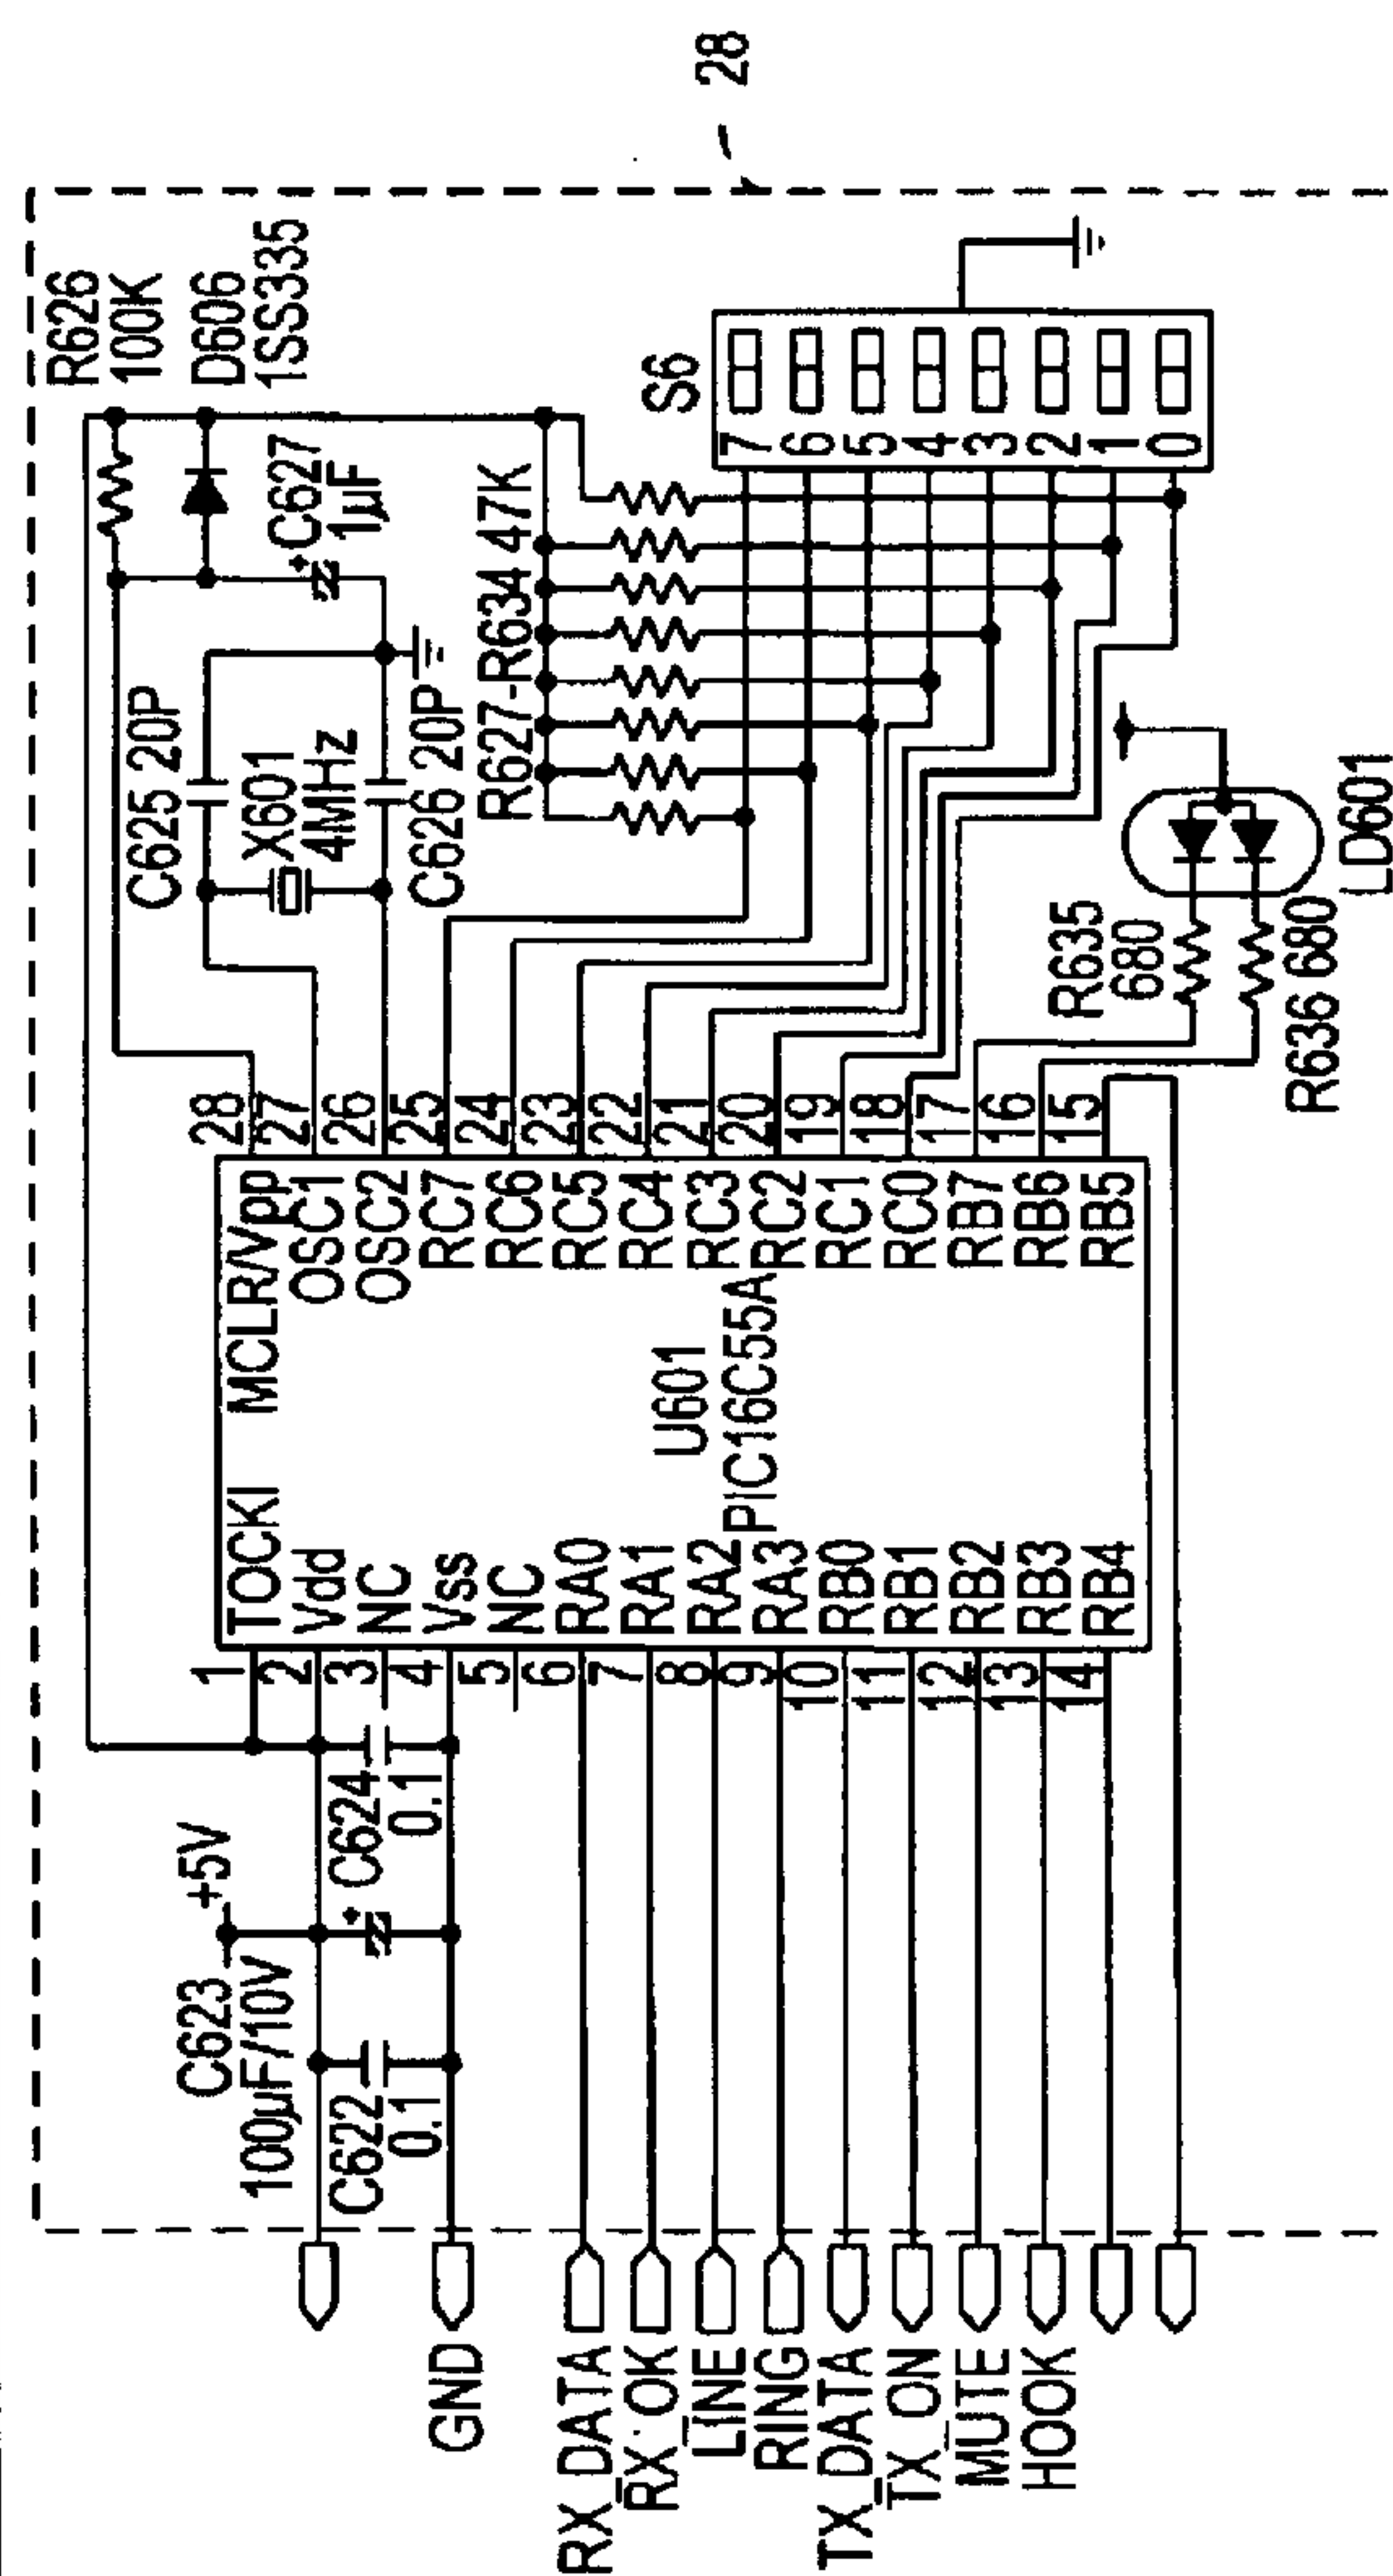 28
R626
100K
D606
1SS335
C627
1µF
C625 20P
X601
4MHz
C626 20P
R627-R634 47K
S6
7
6
5
4
3
2
1
0
R635
680
R636 680
LD601
28
27
26
25
24
23
22
21
20
19
18
17
16
15
MCLR/Vpp
OSC1
OSC2
RC7
RC6
RC5
RC4
RC3
RC2
RC1
RC0
RB7
RB6
RB5
U601
PIC16C55A
TOCKI
Vdd
NC
Vss
NC
RA0
RA1
RA2
RA3
RB0
RB1
RB2
RB3
RB4
1
2
3
4
5
6
7
8
9
10
11
12
13
14
+5V
C623
100µF/10V
C624
0.1
C622
0.1
GND
RX_DATA
RX_OK
LINE
RING
TX_DATA
TX_ON
MUTE
HOOK